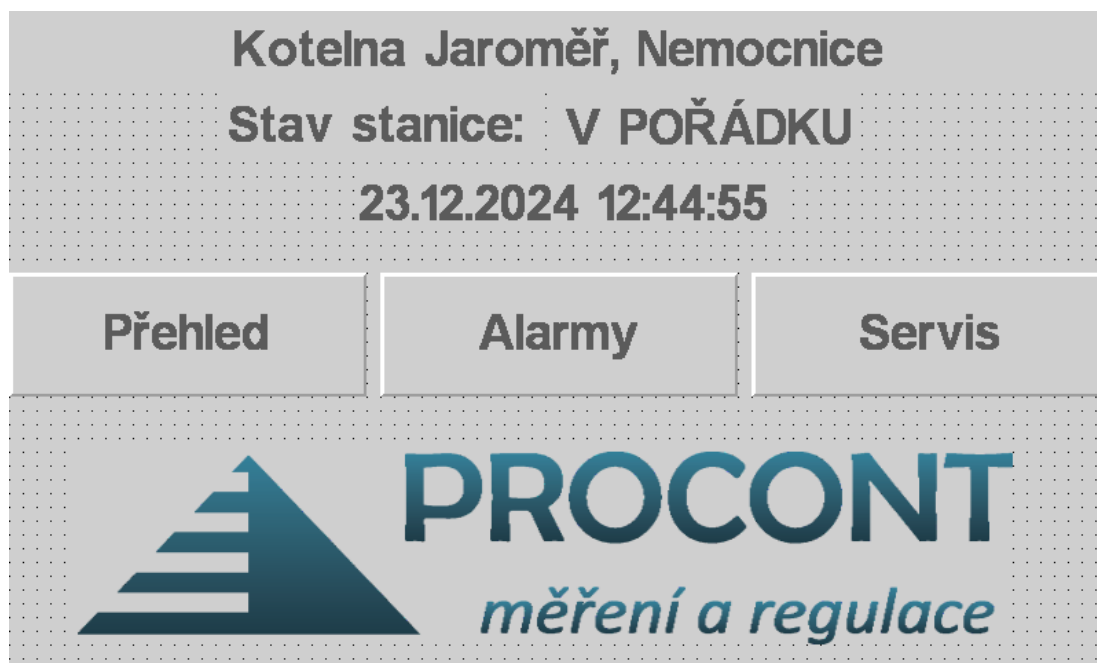 Kotelna Jaroměř, Nemocnice
Stav stanice: V POŘÁDKU
23.12.2024 12:44:55
Přehled Alarmy Servis
PROCONT
měření a regulace